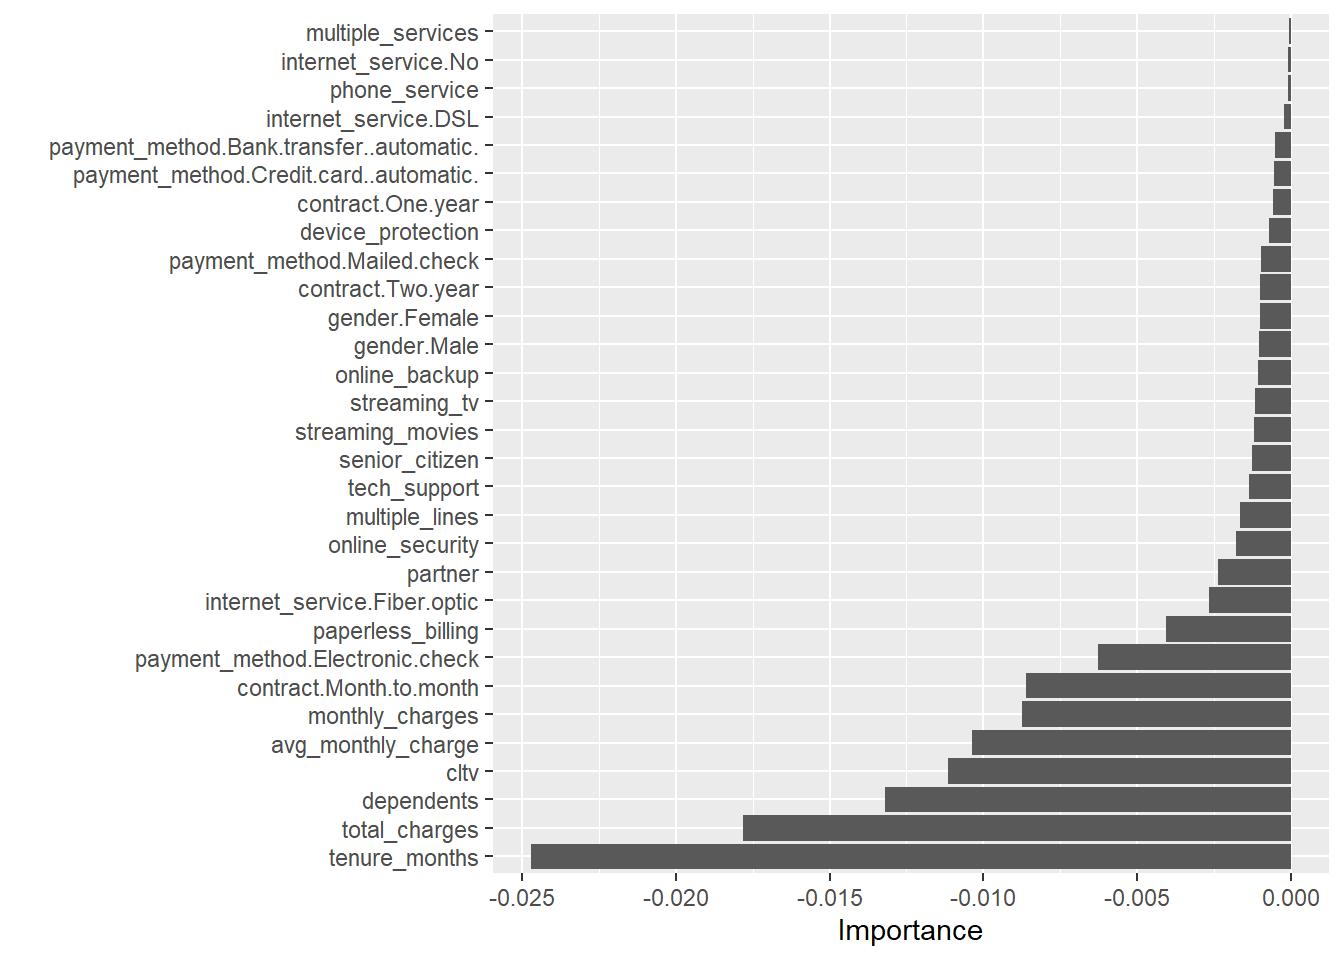 multiple_services
internet_service.No
phone_service
internet_service.DSL
payment_method.Bank.transfer..automatic.
payment_method.Credit.card..automatic.
contract.One.year
device_protection
payment_method.Mailed.check
contract.Two.year
gender.Female
gender.Male
online_backup
streaming_tv
streaming_movies
senior_citizen
tech_support
multiple_lines
online_security
partner
internet_service.Fiber.optic
paperless_billing
payment_method.Electronic.check
contract.Month.to.month
monthly_charges
avg_monthly_charge
cltv
dependents
total_charges
tenure_months
-0.025 -0.020 -0.015 -0.010 -0.005 0.000
Importance